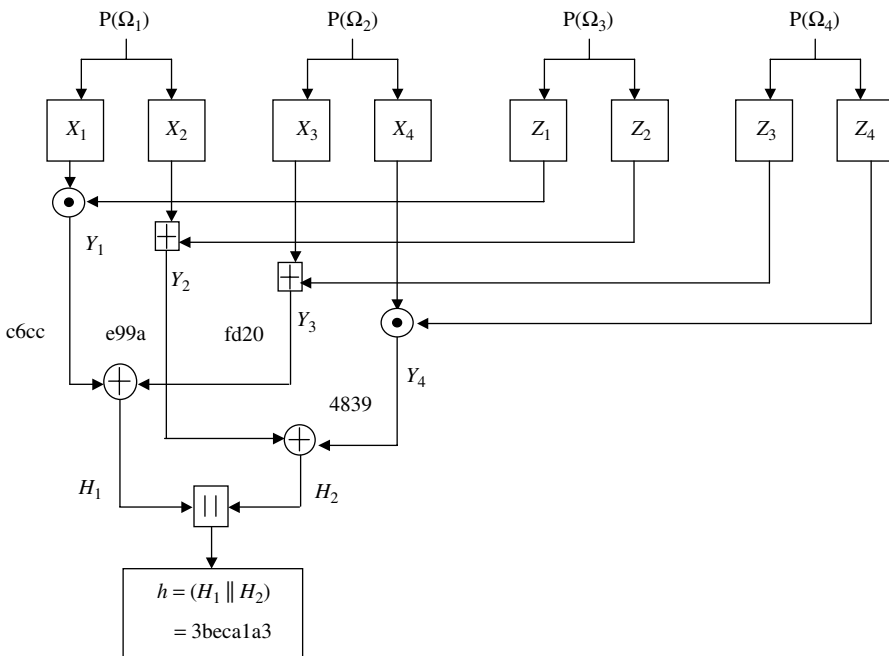 P(Ω₁) P(Ω₂) P(Ω₃) P(Ω₄)
X₁ X₂ X₃ X₄ Z₁ Z₂ Z₃ Z₄
Y₁
Y₂
Y₃
c6cc e99a fd20
Y₄
4839
H₁ H₂
||
h = (H₁ || H₂)
= 3beca1a3